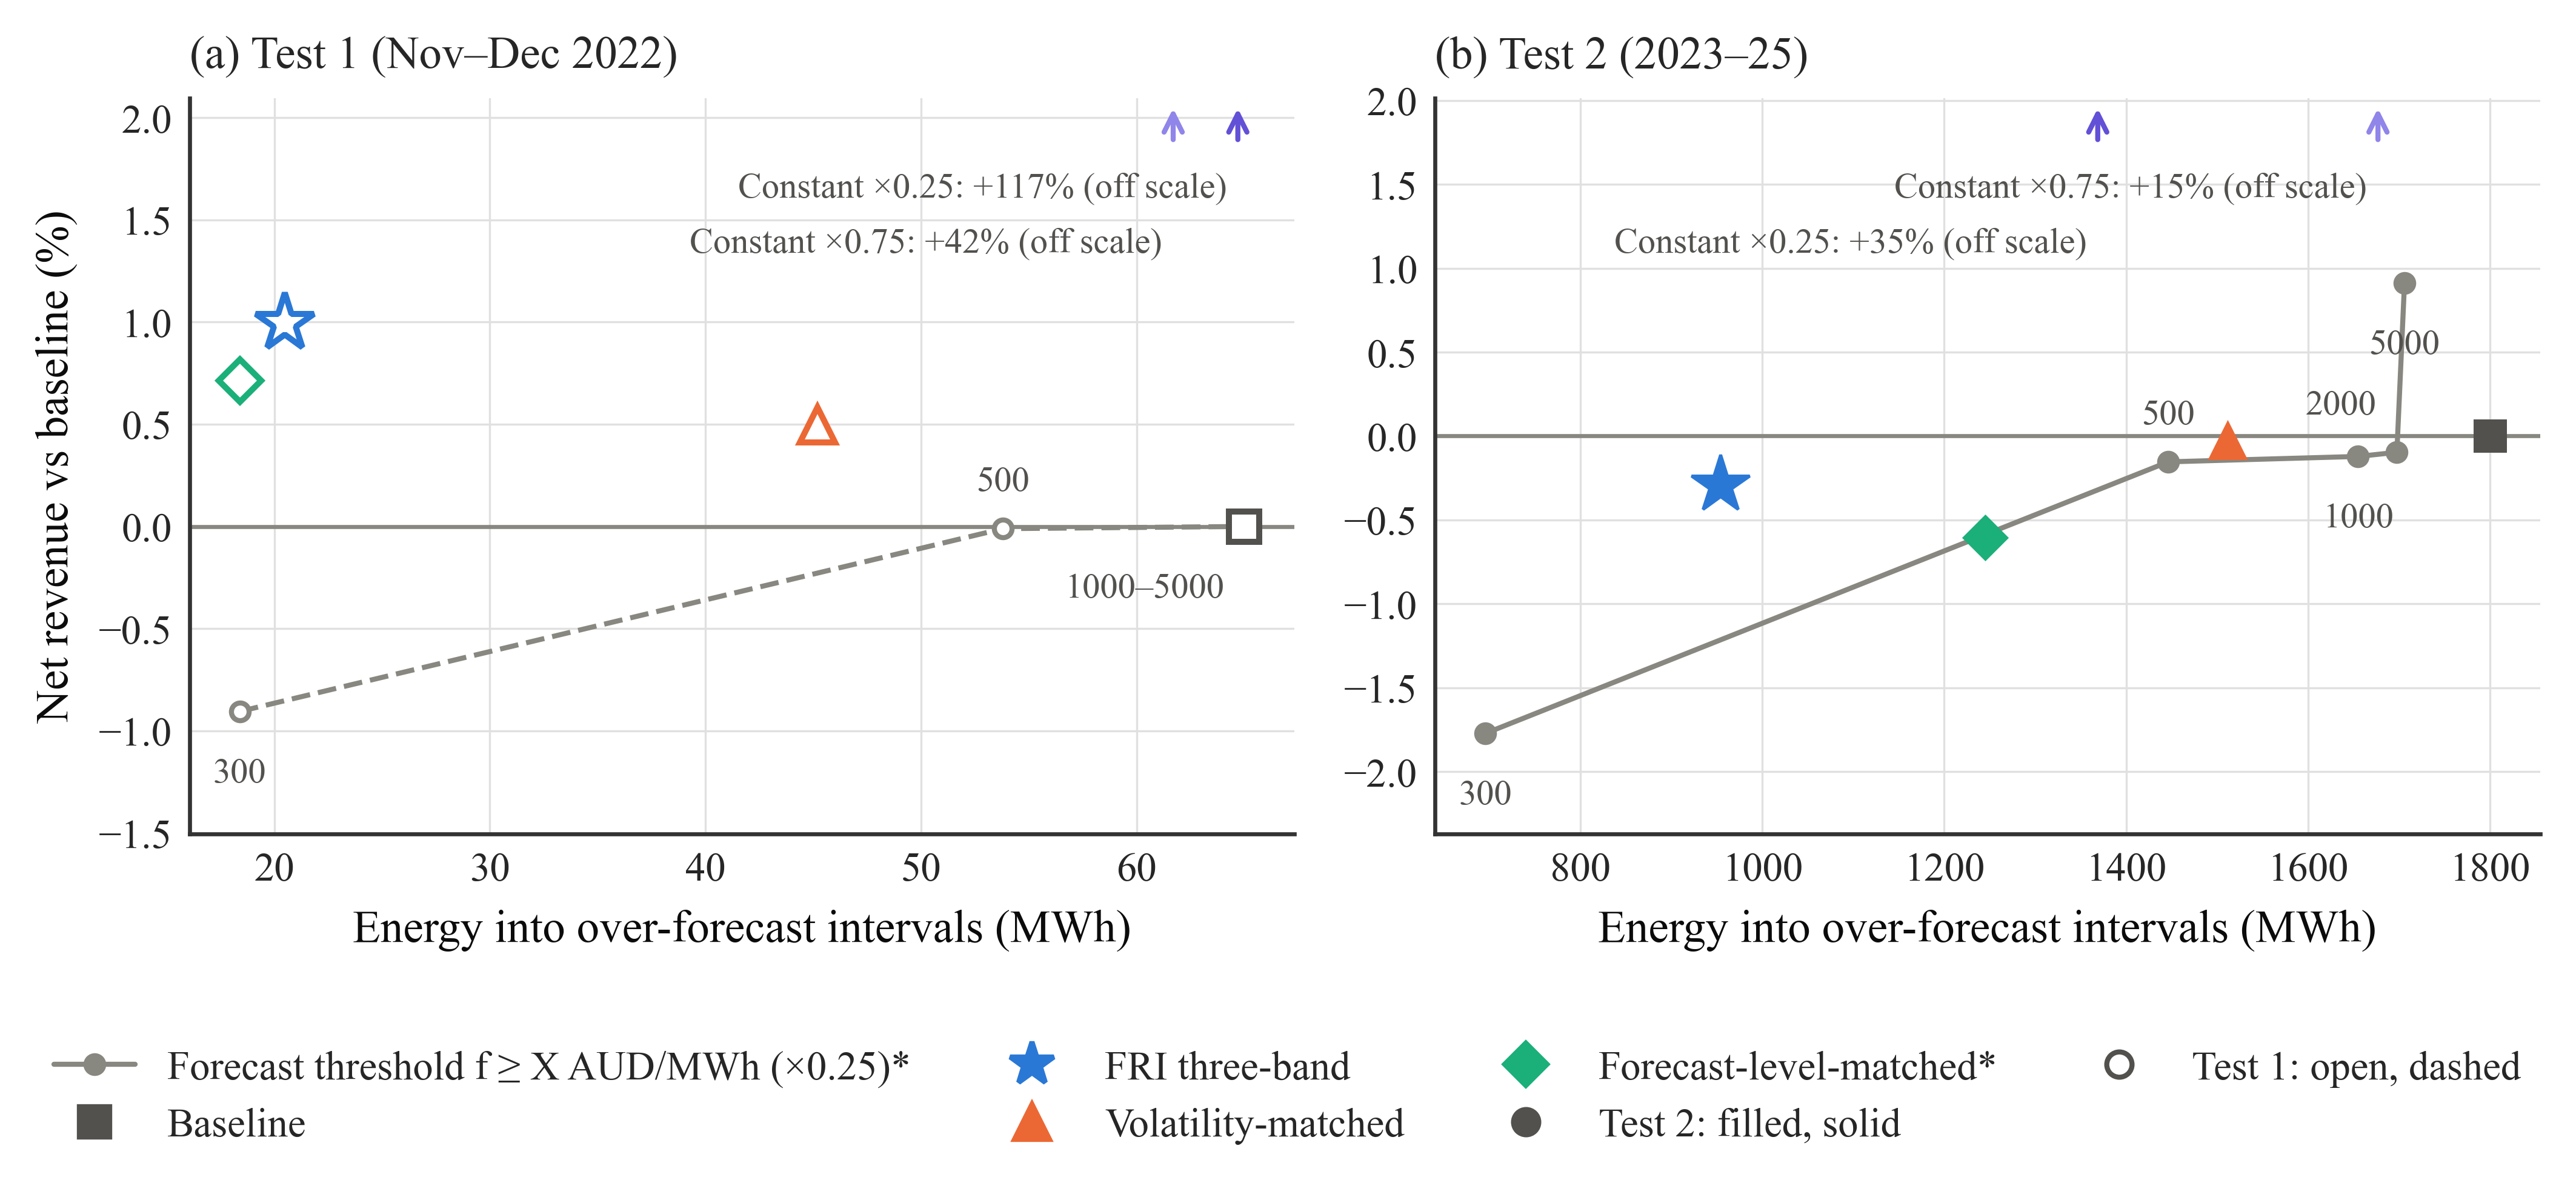 (a) Test 1 (Nov–Dec 2022)
Net revenue vs baseline (%)
2.0
1.5
1.0
0.5
0.0
−0.5
−1.0
−1.5
Constant ×0.25: +117% (off scale)
Constant ×0.75: +42% (off scale)
500
1000–5000
300
20 30 40 50 60
Energy into over-forecast intervals (MWh)
(b) Test 2 (2023–25)
2.0
1.5
1.0
0.5
0.0
−0.5
−1.0
−1.5
−2.0
Constant ×0.75: +15% (off scale)
Constant ×0.25: +35% (off scale)
5000
2000
500
1000
300
800 1000 1200 1400 1600 1800
Energy into over-forecast intervals (MWh)
Forecast threshold f ≥ X AUD/MWh (×0.25)*
Baseline
FRI three-band
Volatility-matched
Forecast-level-matched*
Test 2: filled, solid
Test 1: open, dashed